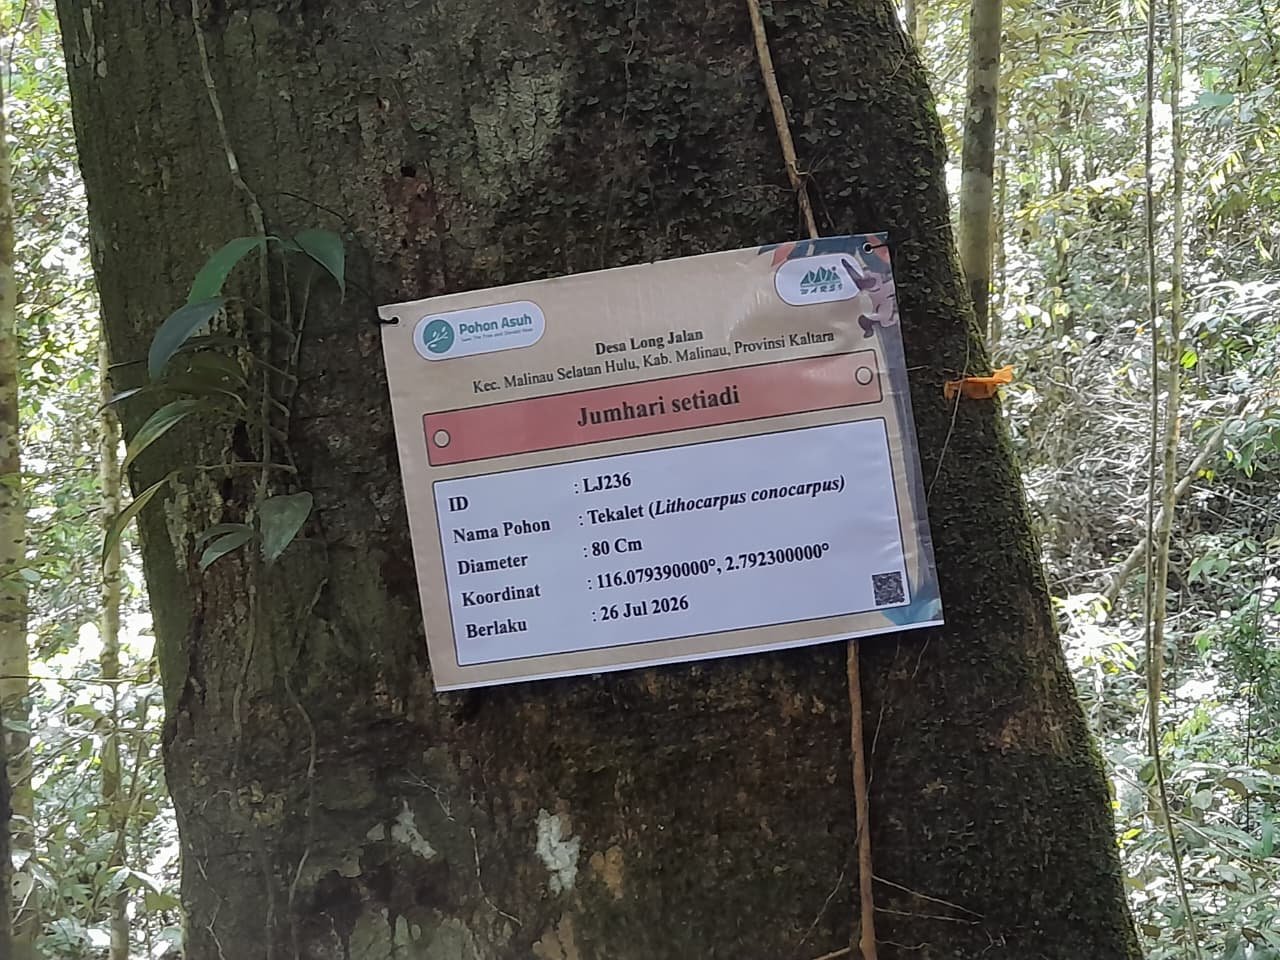 Pohon Asuh
WARSI
Desa Long Jalan
Kec. Malinau Selatan Hulu, Kab. Malinau, Provinsi Kaltara
Jumhari setiadi
ID : LJ236
Nama Pohon : Tekalet (Lithocarpus conocarpus)
Diameter : 80 Cm
Koordinat : 116.079390000°, 2.792300000°
Berlaku : 26 Jul 2026